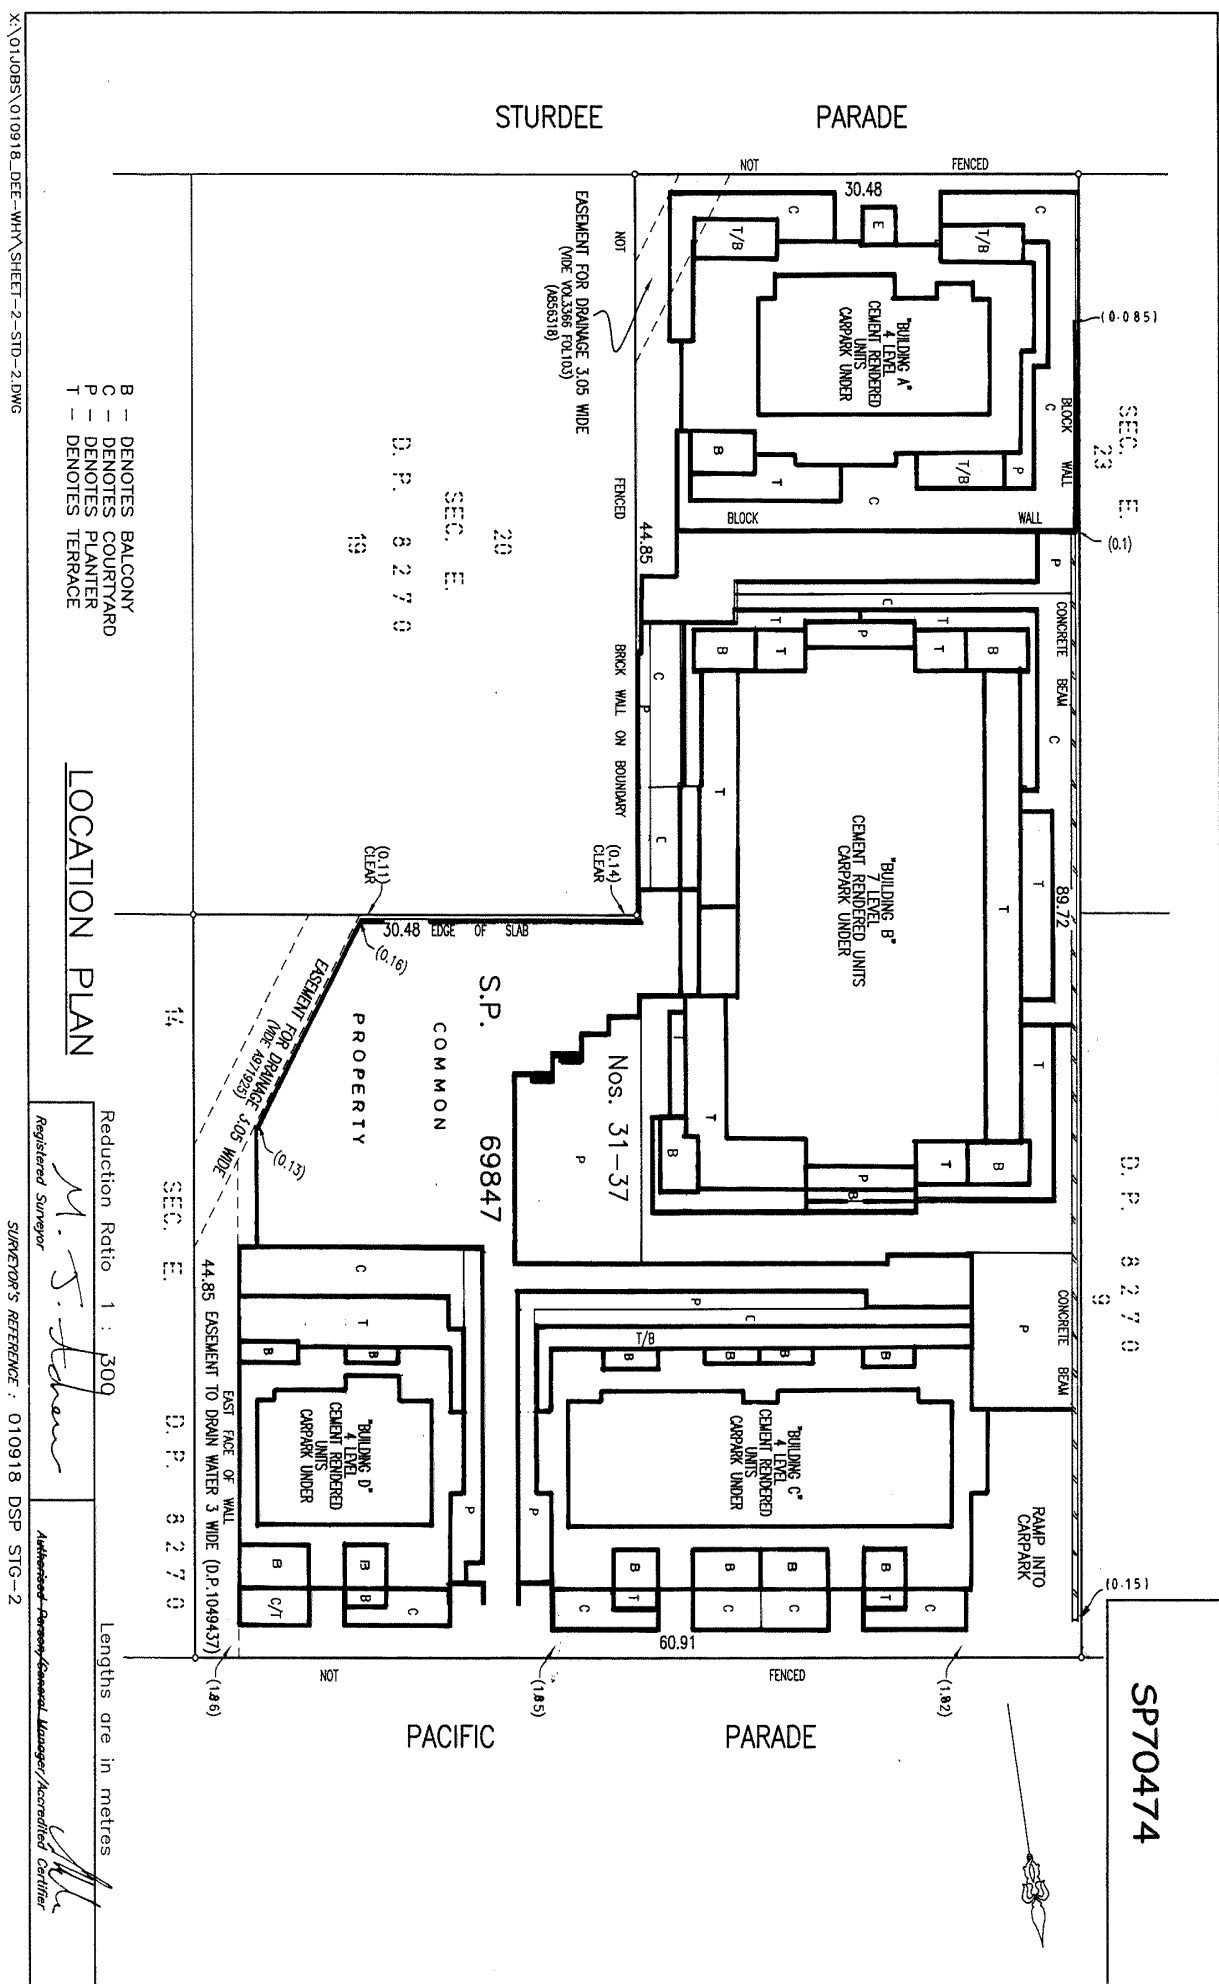 SP70474
STURDEE PARADE
NOT FENCED
30.48
EASEMENT FOR DRAINAGE 3.05 WIDE
(VIDE VOL.3366 FOL.103)
(A856318)
NOT FENCED
C
E
C
T/B
T/B
"BUILDING A"
4 LEVEL
CEMENT RENDERED
UNITS
CARPARK UNDER
(0.085)
SEC. E.
23
BLOCK WALL
C
B
T
T/B
P
C
BLOCK WALL
(0.1)
44.85
P
C
CONCRETE BEAM
T
T
P
B
T
T
B
C
C
P
C
BRICK WALL ON BOUNDARY
T
"BUILDING B"
7 LEVEL
CEMENT RENDERED UNITS
CARPARK UNDER
T
T
89.72
20
SEC. E.
D.P. 8270
19
(0.14)
CLEAR
(0.11)
CLEAR
30.48 EDGE OF SLAB
(0.16)
S.P. 69847
COMMON
PROPERTY
Nos. 31-37
P
T
T
T
B
P
B
T
B
D.P. 8270
9
EASEMENT FOR DRAINAGE 3.05 WIDE
(VIDE A971925)
(0.13)
14
SEC. E. D.P. 8270
44.85 EASEMENT TO DRAIN WATER 3 WIDE (D.P.1049437)
EAST FACE OF WALL
C
T
B
B
"BUILDING D"
4 LEVEL
CEMENT RENDERED
UNITS
CARPARK UNDER
P
B
B
B
C/T
C
P
C
T/B
B
B
B
B
"BUILDING C"
4 LEVEL
CEMENT RENDERED
UNITS
CARPARK UNDER
P
B
T
C
B
C
B
C
B
T
C
CONCRETE BEAM
P
RAMP INTO
CARPARK
(0.15)
60.91
NOT FENCED
(1.86)
(1.85)
(1.82)
PACIFIC PARADE
B - DENOTES BALCONY
C - DENOTES COURTYARD
P - DENOTES PLANTER
T - DENOTES TERRACE
LOCATION PLAN
Reduction Ratio 1 : 300
Lengths are in metres
Registered Surveyor
Authorised Person/General Manager/Accredited Certifier
SURVEYOR'S REFERENCE : 010918 DSP STG-2
X:\01JOBS\010918_DEE-WHY\SHEET-2-STD-2.DWG